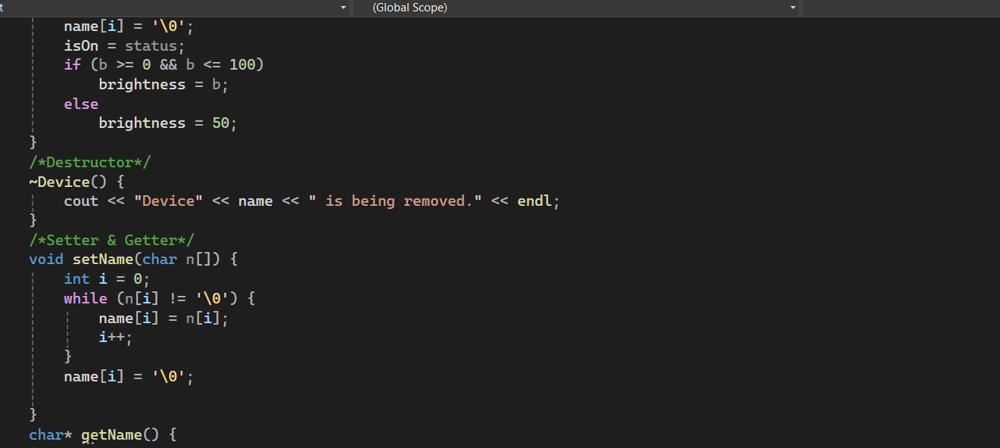 t (Global Scope)
name[i] = '\0';
isOn = status;
if (b >= 0 && b <= 100)
brightness = b;
else
brightness = 50;
}
/*Destructor*/
~Device() {
cout << "Device" << name << " is being removed." << endl;
}
/*Setter & Getter*/
void setName(char n[]) {
int i = 0;
while (n[i] != '\0') {
name[i] = n[i];
i++;
}
name[i] = '\0';
}
char* getName() {